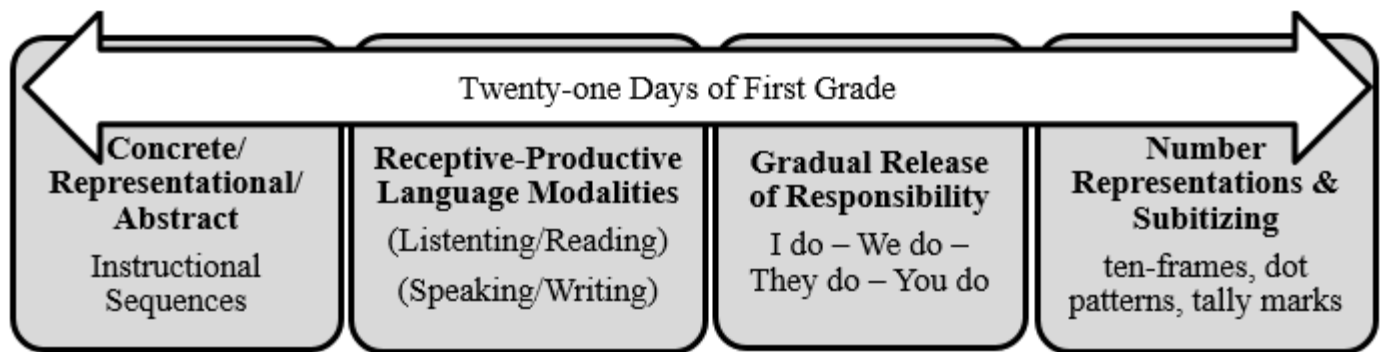 Twenty-one Days of First Grade
Concrete/
Representational/
Abstract
Instructional
Sequences
Receptive-Productive
Language Modalities
(Listenting/Reading)
(Speaking/Writing)
Gradual Release
of Responsibility
I do – We do –
They do – You do
Number
Representations &
Subitizing
ten-frames, dot
patterns, tally marks